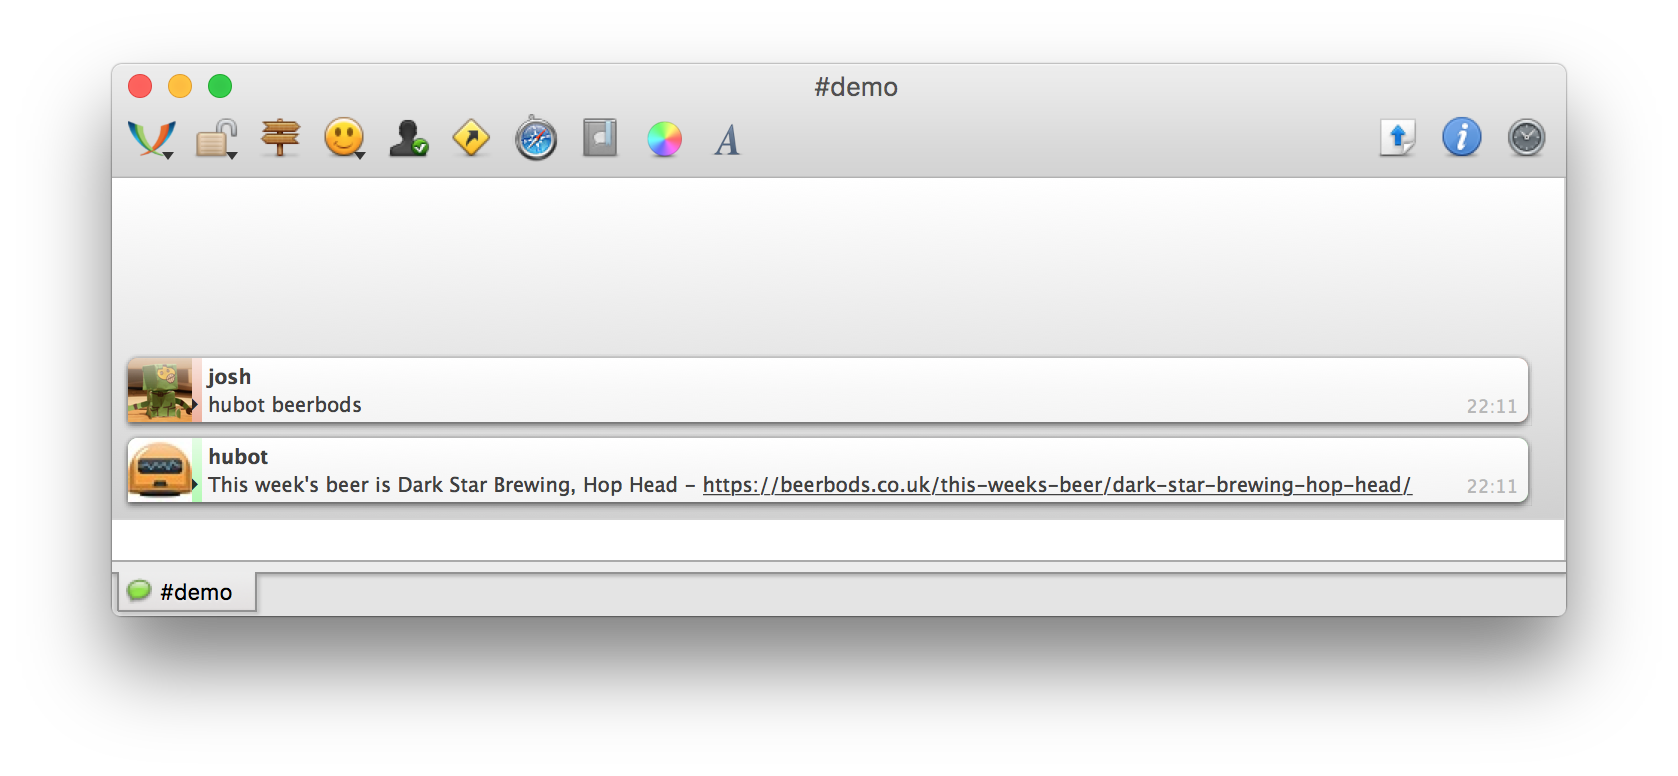 #demo
josh
hubot beerbods
22:11
hubot
This week's beer is Dark Star Brewing, Hop Head – https://beerbods.co.uk/this-weeks-beer/dark-star-brewing-hop-head/
22:11
#demo